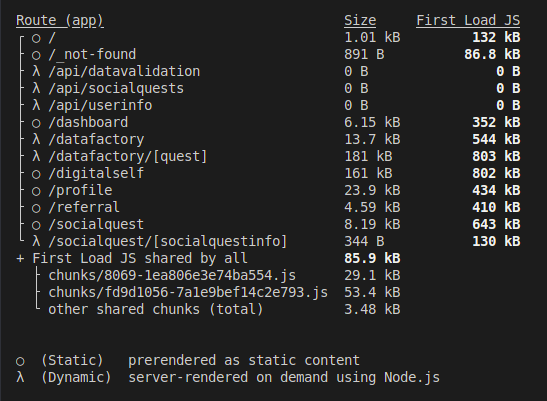 Route (app) Size First Load JS
┌ ○ / 1.01 kB 132 kB
├ ○ /_not-found 891 B 86.8 kB
├ λ /api/datavalidation 0 B 0 B
├ λ /api/socialquests 0 B 0 B
├ λ /api/userinfo 0 B 0 B
├ ○ /dashboard 6.15 kB 352 kB
├ λ /datafactory 13.7 kB 544 kB
├ λ /datafactory/[quest] 181 kB 803 kB
├ ○ /digitalself 161 kB 802 kB
├ ○ /profile 23.9 kB 434 kB
├ ○ /referral 4.59 kB 410 kB
├ ○ /socialquest 8.19 kB 643 kB
└ λ /socialquest/[socialquestinfo] 344 B 130 kB
+ First Load JS shared by all 85.9 kB
├ chunks/8069-1ea806e3e74ba554.js 29.1 kB
├ chunks/fd9d1056-7a1e9bef14c2e793.js 53.4 kB
└ other shared chunks (total) 3.48 kB
○ (Static) prerendered as static content
λ (Dynamic) server-rendered on demand using Node.js